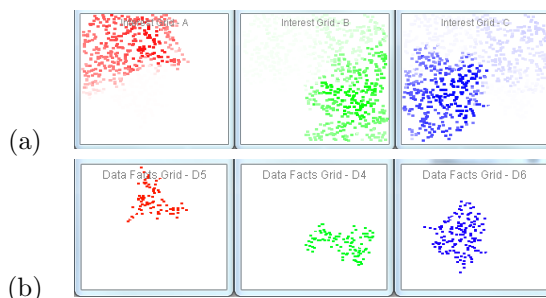 Interest Grid - A
Interest Grid - B
Interest Grid - C
(a)
Data Facts Grid - D5
Data Facts Grid - D4
Data Facts Grid - D6
(b)